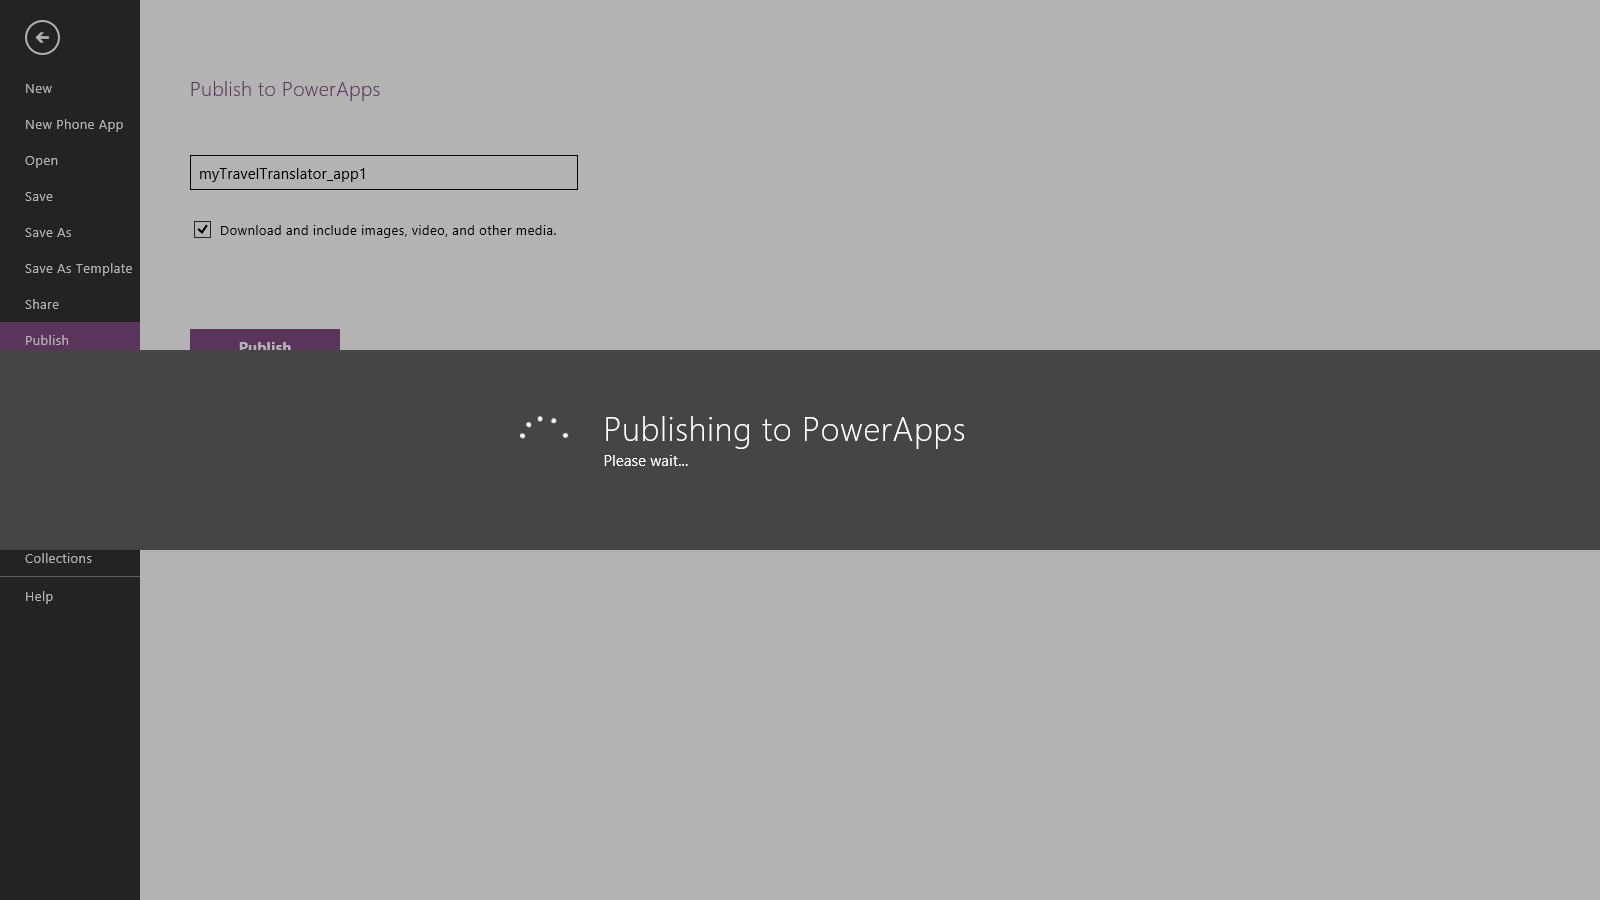 New
New Phone App
Open
Save
Save As
Save As Template
Share
Publish
Collections
Help
Publish to PowerApps
myTravelTranslator_app1
Download and include images, video, and other media.
Publish
Publishing to PowerApps
Please wait...